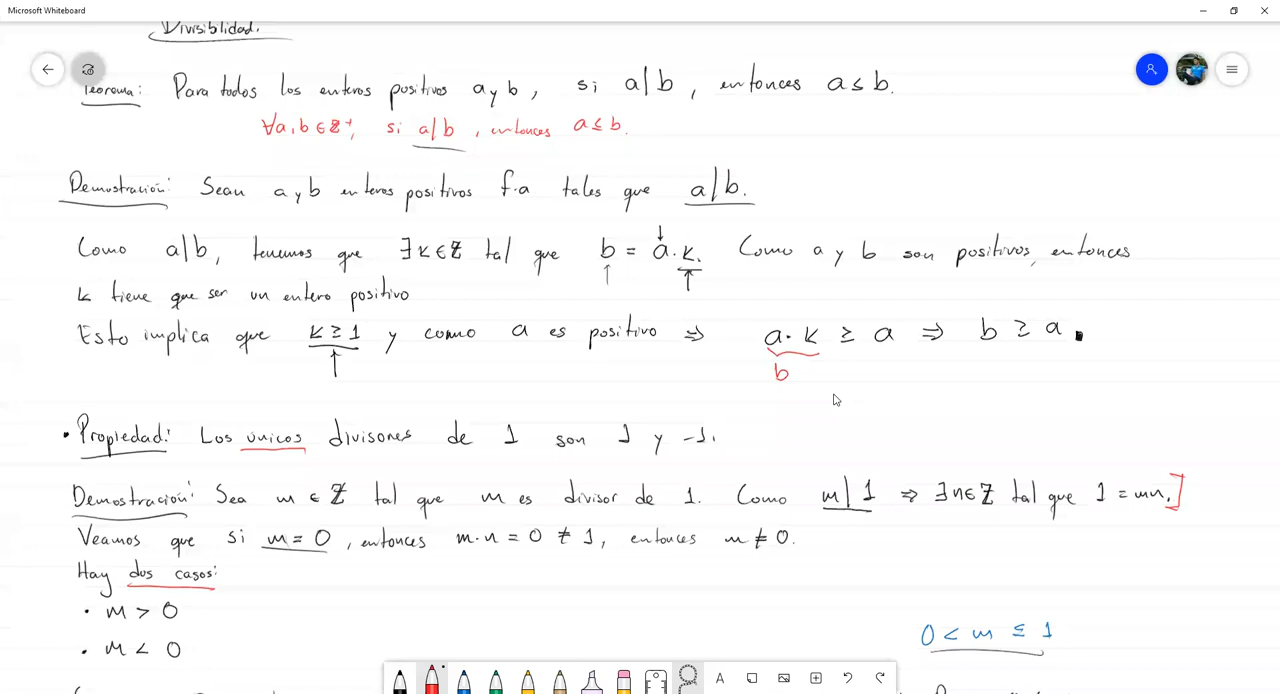 Microsoft Whiteboard
Divisiblidad.
Teorema: Para todos los enteros positivos a y b, si a|b, entonces a ≤ b.
∀a,b ∈ ℤ⁺, si a|b, entonces a ≤ b.
Demostración: Sean a y b enteros positivos f.a tales que a|b.
Como a|b, tenemos que ∃k∈ℤ tal que b = a·k. Como a y b son positivos, entonces
k tiene que ser un entero positivo
Esto implica que k ≥ 1 y como a es positivo ⇒ a·k ≥ a ⇒ b ≥ a
b
• Propiedad: Los únicos divisores de 1 son 1 y -1.
Demostración: Sea m ∈ ℤ tal que m es divisor de 1. Como m|1 ⇒ ∃n∈ℤ tal que 1 = mn.]
Veamos que si m = 0, entonces m·n = 0 ≠ 1, entonces m ≠ 0.
Hay dos casos:
• m > 0
• m < 0
0 < m ≤ 1